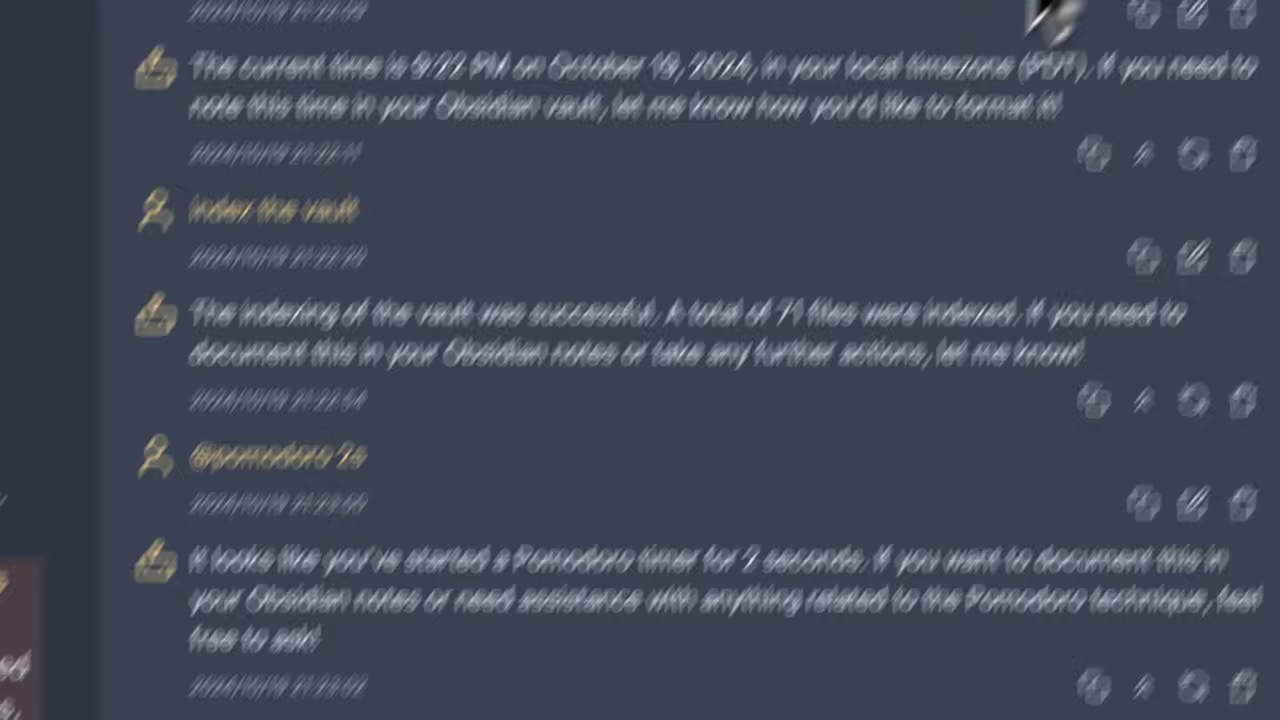 The current time is 9:22 PM on October 19, 2024, in your local timezone (PDT). If you need to
note this time in your Obsidian vault, let me know how you'd like to format it!
index the vault
The indexing of the vault was successful. A total of 71 files were indexed. If you need to
document this in your Obsidian notes or take any further actions, let me know!
@pomodoro 2s
It looks like you've started a Pomodoro timer for 2 seconds. If you want to document this in
your Obsidian notes or need assistance with anything related to the Pomodoro technique, feel
free to ask!